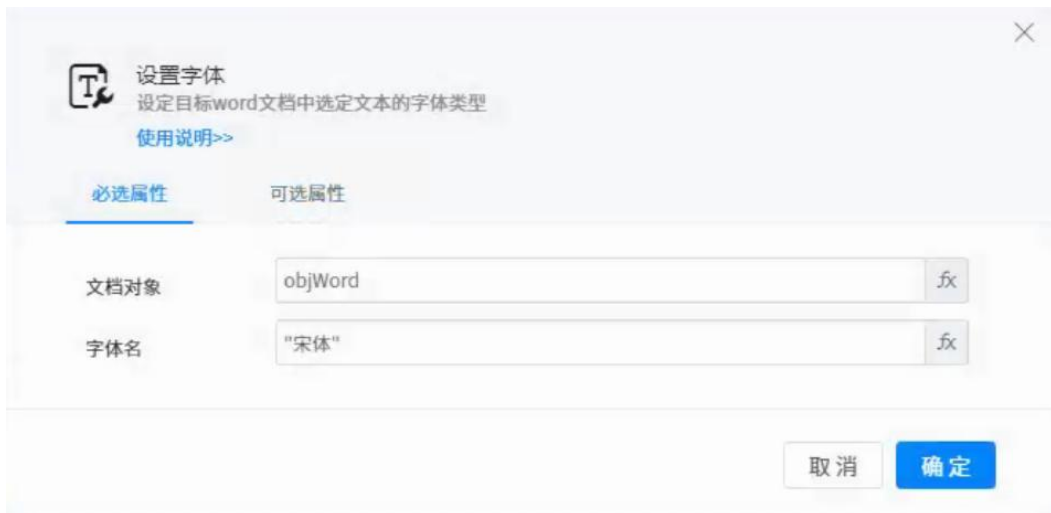 设置字体
设定目标word文档中选定文本的字体类型
使用说明>>
必选属性 可选属性
文档对象 objWord fx
字体名 "宋体" fx
取消 确定